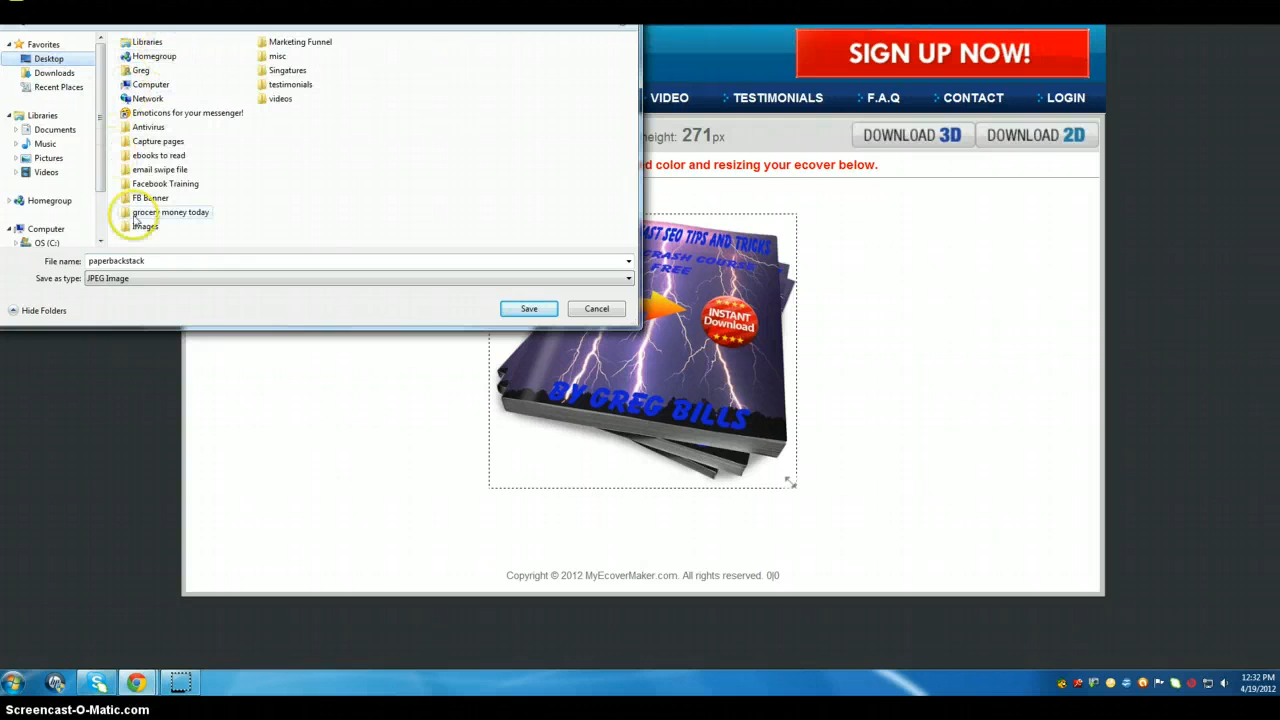 Favorites
Desktop
Downloads
Recent Places
Libraries
Documents
Music
Pictures
Videos
Homegroup
Computer
OS (C:)
Libraries
Homegroup
Greg
Computer
Network
Emoticons for your messenger!
Antivirus
Capture pages
ebooks to read
email swipe file
Facebook Training
FB Banner
grocery money today
Images
Marketing Funnel
misc
Singatures
testimonials
videos
File name: paperbackstack
Save as type: JPEG Image
Hide Folders
Save Cancel
SIGN UP NOW!
VIDEO TESTIMONIALS F.A.Q CONTACT LOGIN
height: 271px DOWNLOAD 3D DOWNLOAD 2D
d color and resizing your ecover below.
AST SEO TIPS AND TRICKS
CRASH COURSE
FREE
INSTANT
Download
BY GREG BILLS
Copyright © 2012 MyEcoverMaker.com. All rights reserved. 0|0
12:32 PM
4/19/2012
Screencast-O-Matic.com